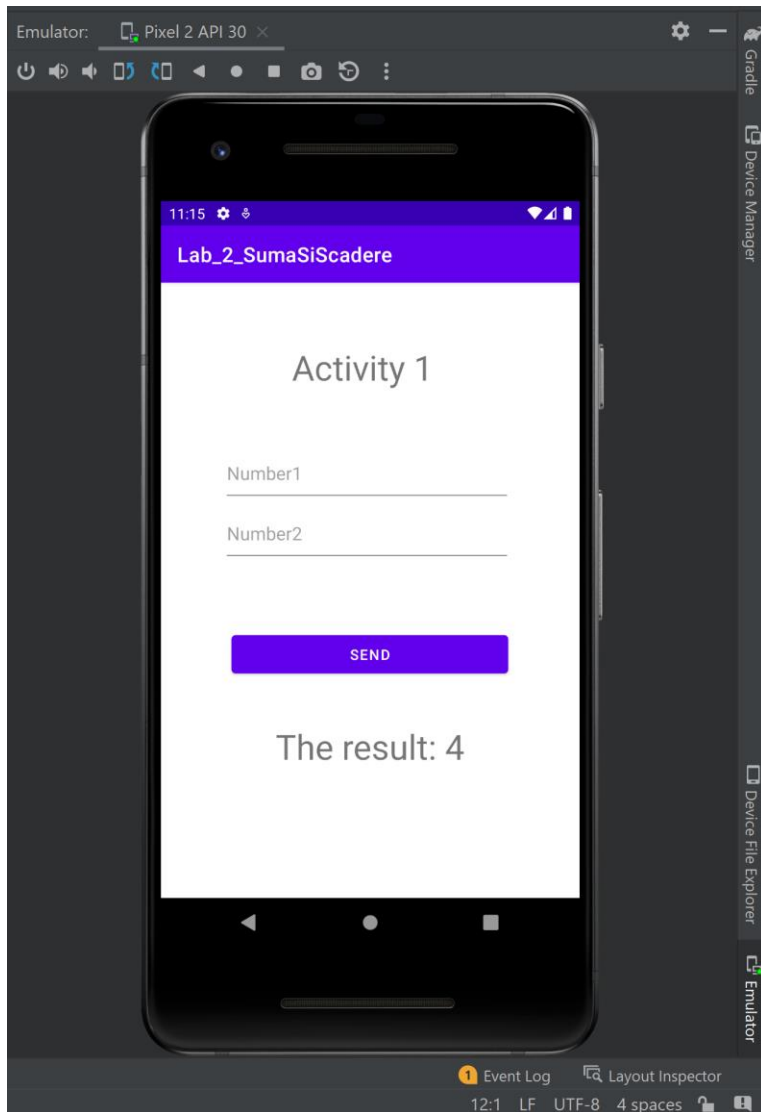 Emulator: Pixel 2 API 30
Gradle
Device Manager
11:15
Lab_2_SumaSiScadere
Activity 1
Number1
Number2
SEND
The result: 4
Device File Explorer
Emulator
1 Event Log Layout Inspector
12:1 LF UTF-8 4 spaces